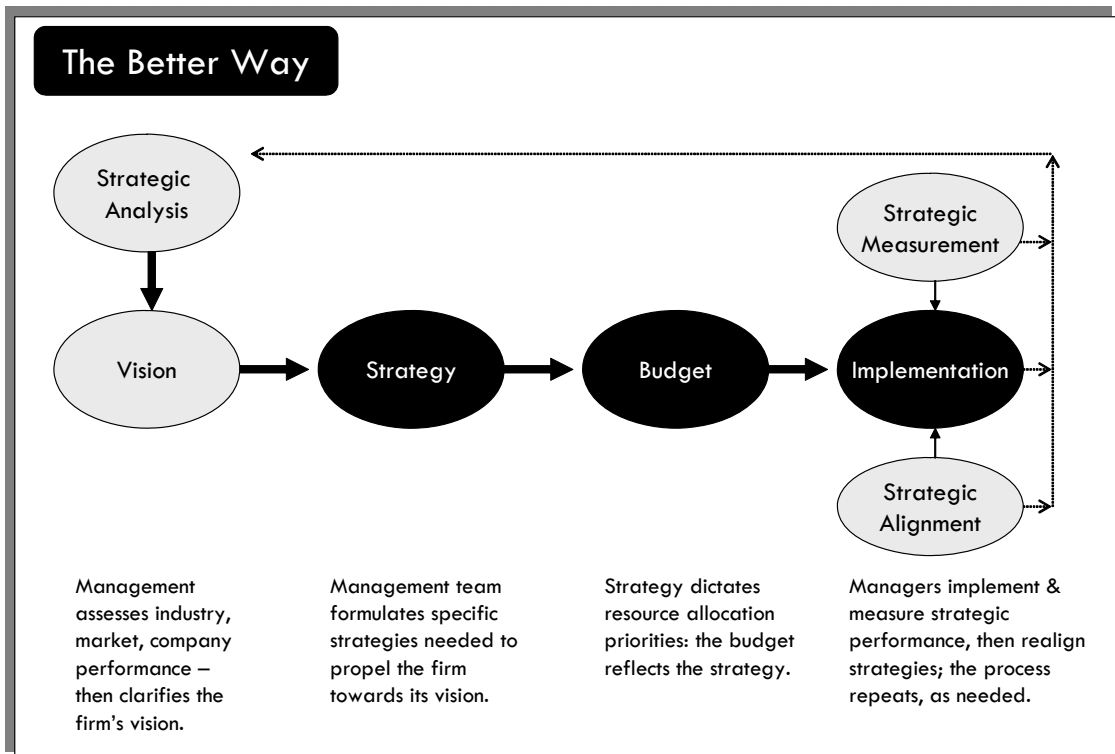 The Better Way
Strategic
Analysis
Strategic
Measurement
Vision
Strategy
Budget
Implementation
Strategic
Alignment
Management
assesses industry,
market, company
performance –
then clarifies the
firm’s vision.
Management team
formulates specific
strategies needed to
propel the firm
towards its vision.
Strategy dictates
resource allocation
priorities: the budget
reflects the strategy.
Managers implement &
measure strategic
performance, then realign
strategies; the process
repeats, as needed.